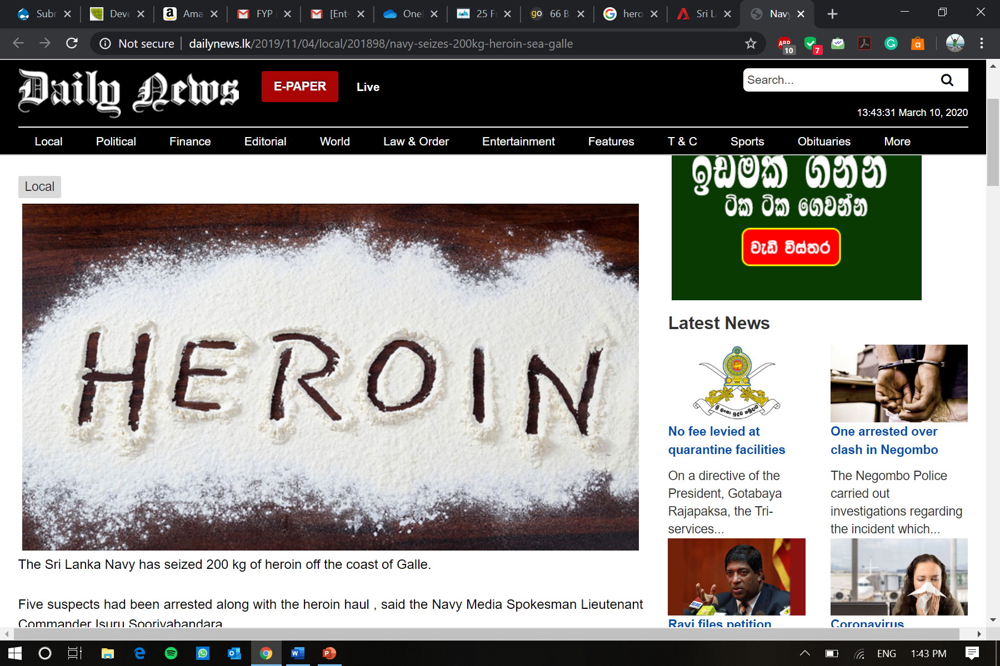 Subr
Deve
Ama
FYP i
[Ent-
Onel
25 Fr
go 66 B
hero
Sri L
Navy
Not secure dailynews.lk/2019/11/04/local/201898/navy-seizes-200kg-heroin-sea-galle
ABP 10 7
Daily News
E-PAPER Live
Search...
13:43:31 March 10, 2020
Local Political Finance Editorial World Law & Order Entertainment Features T & C Sports Obituaries More
Local
HEROIN
The Sri Lanka Navy has seized 200 kg of heroin off the coast of Galle.
Five suspects had been arrested along with the heroin haul , said the Navy Media Spokesman Lieutenant
Commander Isuru Sooriyabandara
ඉඩමක් ගන්න
ටික ටික ගෙවන්න
වැඩි විස්තර
Latest News
No fee levied at
quarantine facilities
On a directive of the
President, Gotabaya
Rajapaksa, the Tri-
services...
One arrested over
clash in Negombo
The Negombo Police
carried out
investigations regarding
the incident which...
Ravi files petition
Coronavirus
ENG 1:43 PM